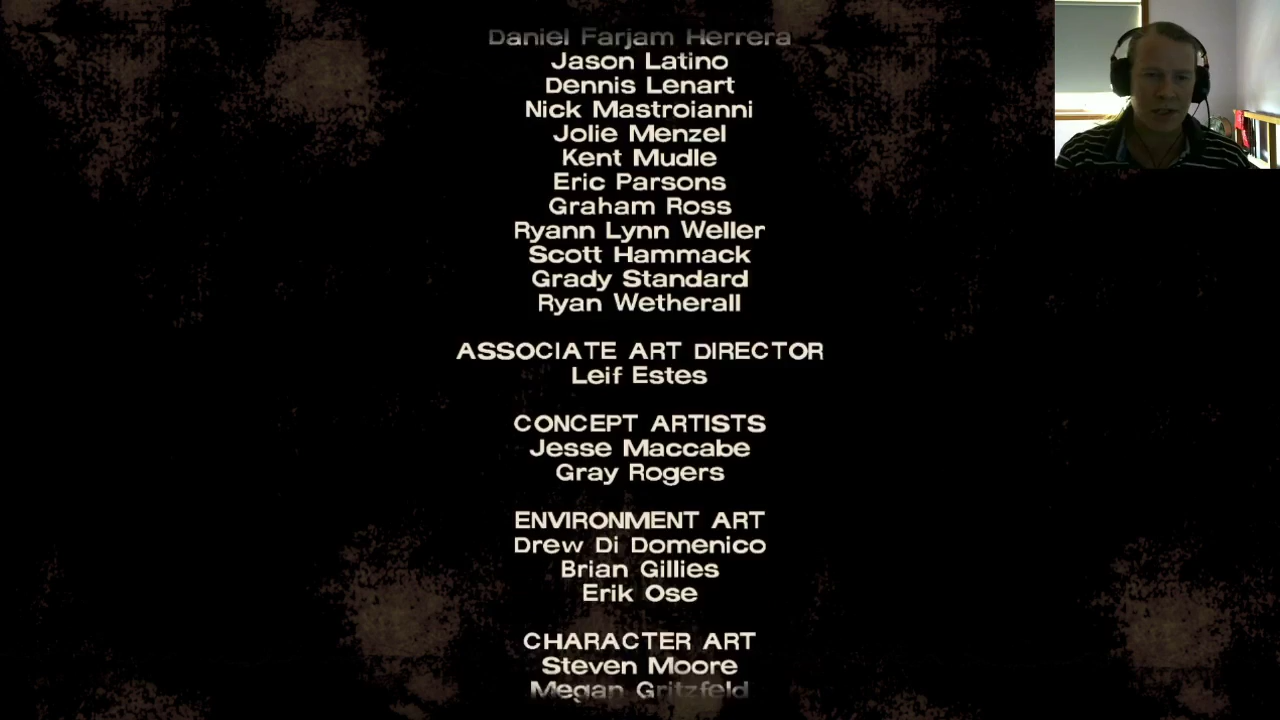 Daniel Farjam Herrera
Jason Latino
Dennis Lenart
Nick Mastroianni
Jolie Menzel
Kent Mudle
Eric Parsons
Graham Ross
Ryann Lynn Weller
Scott Hammack
Grady Standard
Ryan Wetherall
ASSOCIATE ART DIRECTOR
Leif Estes
CONCEPT ARTISTS
Jesse Maccabe
Gray Rogers
ENVIRONMENT ART
Drew Di Domenico
Brian Gillies
Erik Ose
CHARACTER ART
Steven Moore
Megan Gritzfeld